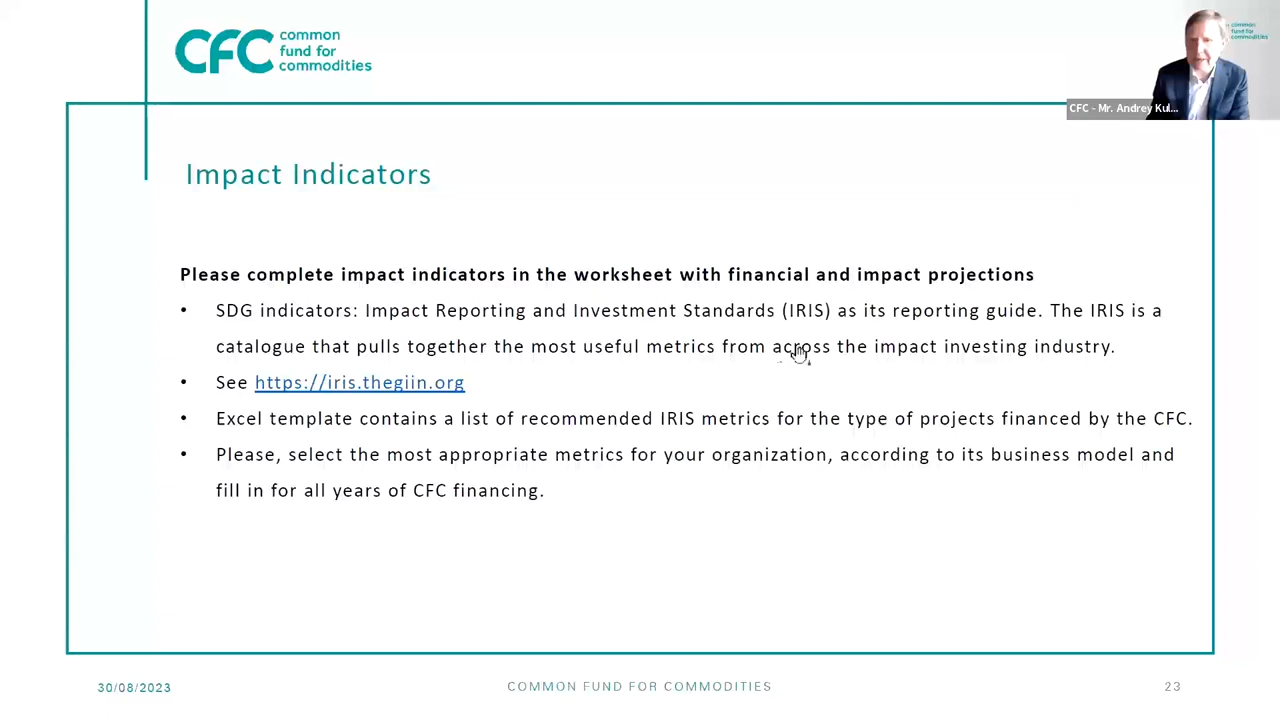 CFC common
fund for
commodities
common
fund for
commodities
CFC - Mr. Andrey Kul...
Impact Indicators
Please complete impact indicators in the worksheet with financial and impact projections
• SDG indicators: Impact Reporting and Investment Standards (IRIS) as its reporting guide. The IRIS is a
catalogue that pulls together the most useful metrics from across the impact investing industry.
• See https://iris.thegiin.org
• Excel template contains a list of recommended IRIS metrics for the type of projects financed by the CFC.
• Please, select the most appropriate metrics for your organization, according to its business model and
fill in for all years of CFC financing.
30/08/2023
COMMON FUND FOR COMMODITIES
23